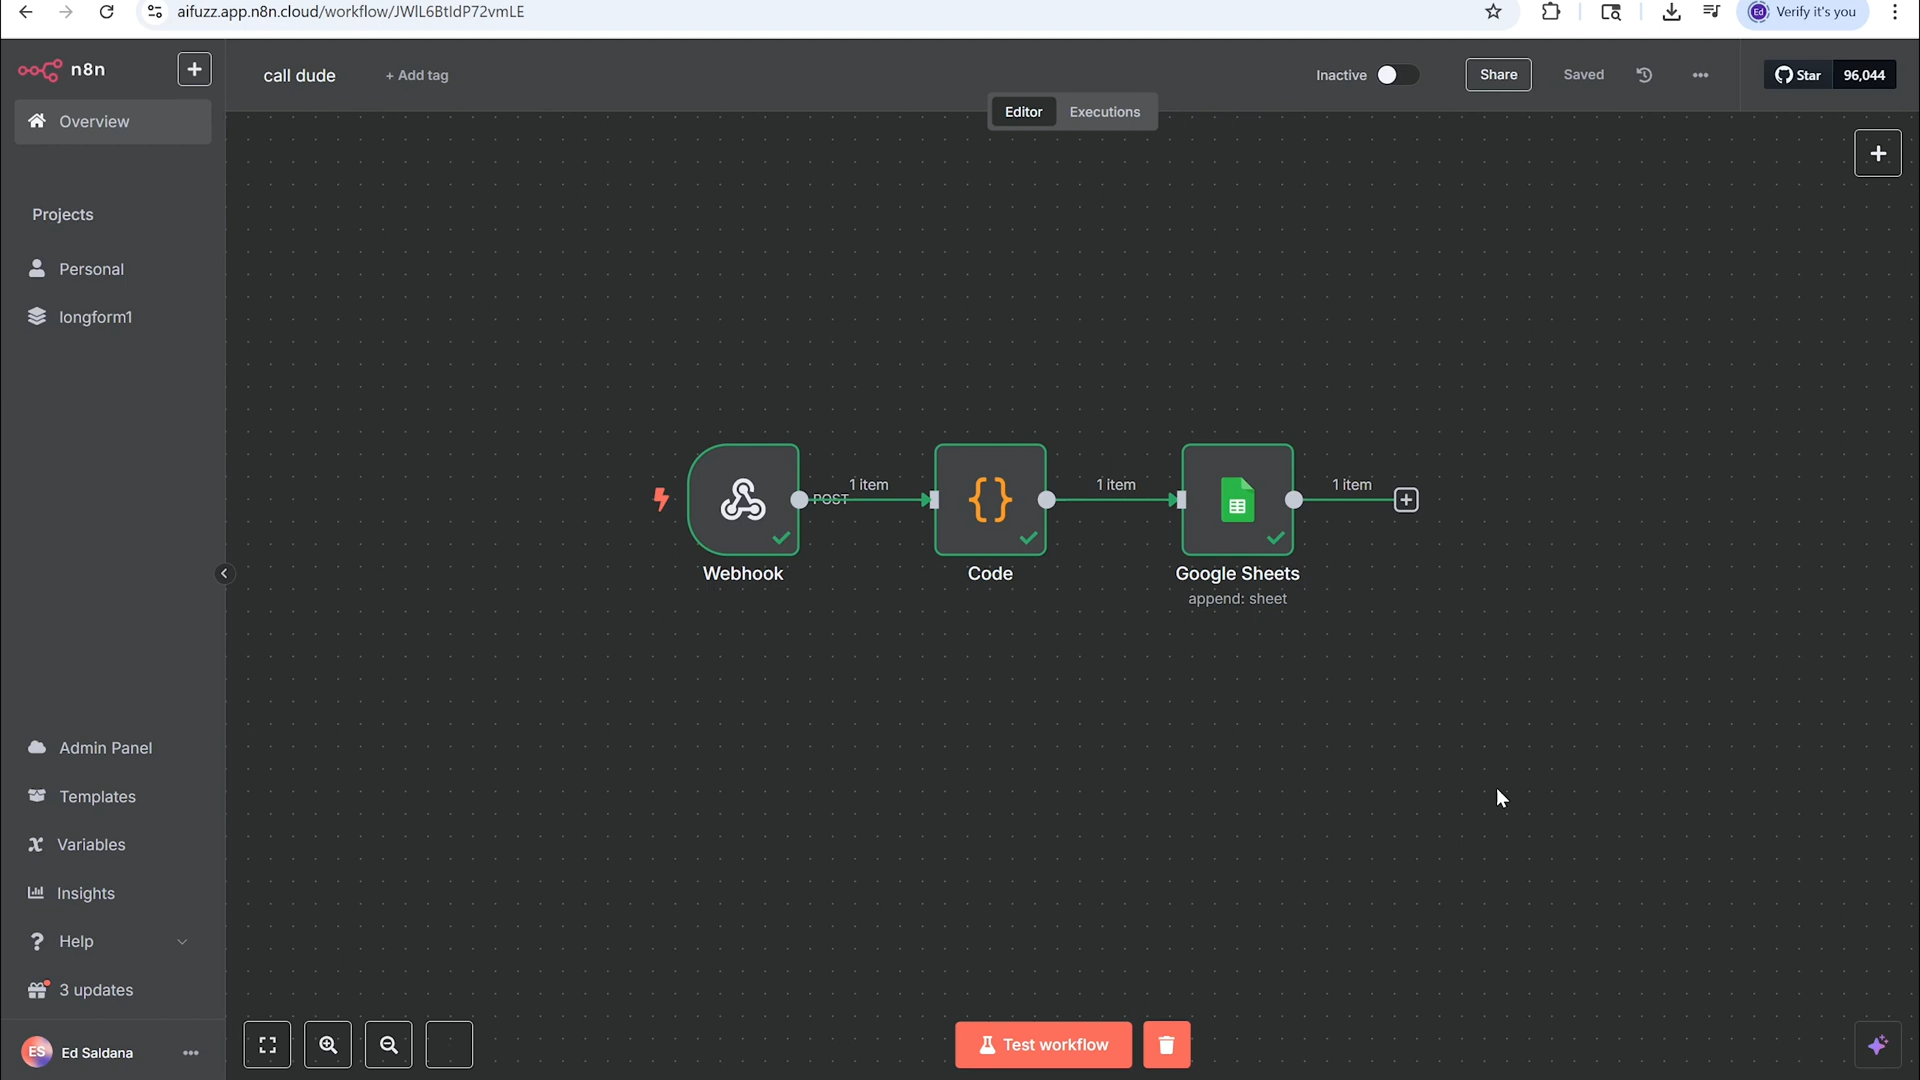 aifuzz.app.n8n.cloud/workflow/JWlL6BtIdP72vmLE
Verify it's you
n8n
call dude
+ Add tag
Inactive
Share
Saved
Star
96,044
Editor
Executions
Overview
Projects
Personal
longform1
1 item
1 item
1 item
POST
Webhook
Code
Google Sheets
append: sheet
Admin Panel
Templates
Variables
Insights
Help
3 updates
Ed Saldana
ES
Ed
Test workflow